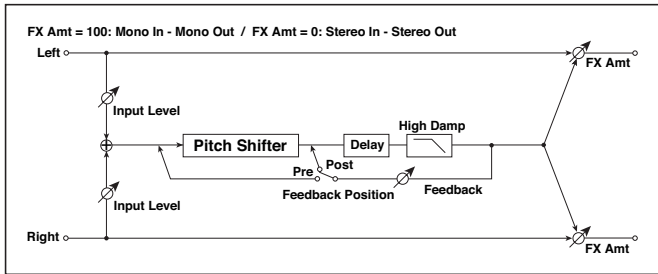 FX Amt = 100: Mono In - Mono Out / FX Amt = 0: Stereo In - Stereo Out
Left
FX Amt
Input Level
High Damp
Pitch Shifter
Delay
Post
Pre
Feedback Position
Feedback
Input Level
Right
FX Amt